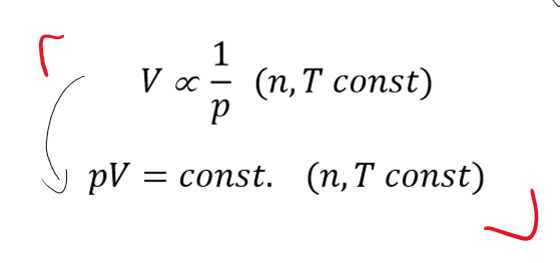 V ∝ 1/p (n, T const)
pV = const. (n, T const)